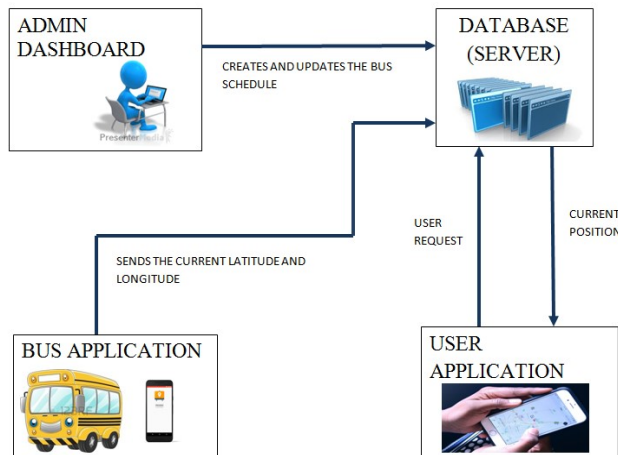 ADMIN
DASHBOARD
PresenterMedia
CREATES AND UPDATES THE BUS
SCHEDULE
DATABASE
(SERVER)
USER
REQUEST
CURRENT
POSITION
SENDS THE CURRENT LATITUDE AND
LONGITUDE
BUS APPLICATION
USER
APPLICATION